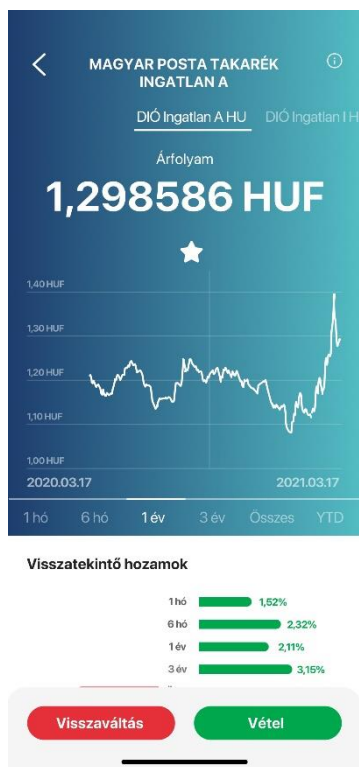 MAGYAR POSTA TAKARÉK
INGATLAN A
DIÓ Ingatlan A HU DIÓ Ingatlan I H
Árfolyam
1,298586 HUF
1,40 HUF
1,30 HUF
1,20 HUF
1,10 HUF
1,00 HUF
2020.03.17 2021.03.17
1 hó 6 hó 1 év 3 év Összes YTD
Visszatekintő hozamok
1 hó 1,52%
6 hó 2,32%
1 év 2,11%
3 év 3,15%
Visszaváltás Vétel